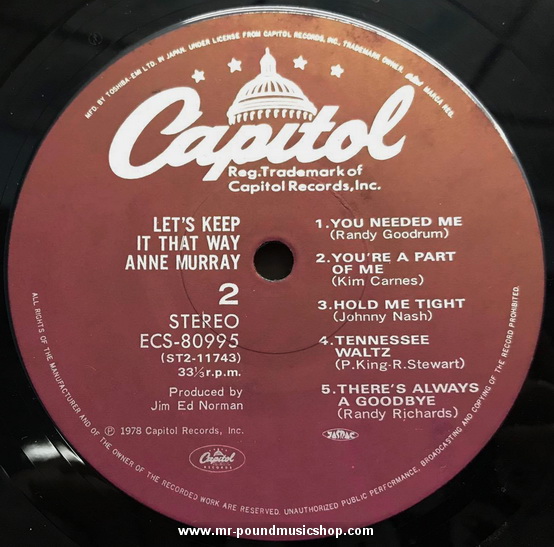 MFD. BY TOSHIBA-EMI LTD. IN JAPAN. UNDER LICENSE FROM CAPITOL RECORDS, INC., TRADEMARK OWNER. MARCA REG.
Capitol
Reg.Trademark of
Capitol Records,Inc.
LET'S KEEP
IT THAT WAY
ANNE MURRAY
2
STEREO
ECS-80995
(ST2-11743)
33⅓r.p.m.
Produced by
Jim Ed Norman
Ⓟ 1978 Capitol Records, Inc.
Capitol
RECORDS
1.YOU NEEDED ME
(Randy Goodrum)
2.YOU'RE A PART
OF ME
(Kim Carnes)
3.HOLD ME TIGHT
(Johnny Nash)
4.TENNESSEE
WALTZ
(P.King-R.Stewart)
5.THERE'S ALWAYS
A GOODBYE
(Randy Richards)
JASRAC
ALL RIGHTS OF THE MANUFACTURER AND OF THE OWNER OF THE RECORDED WORK ARE RESERVED. UNAUTHORIZED PUBLIC PERFORMANCE, BROADCASTING AND COPYING OF THE RECORD PROHIBITED.
www.mr-poundmusicshop.com